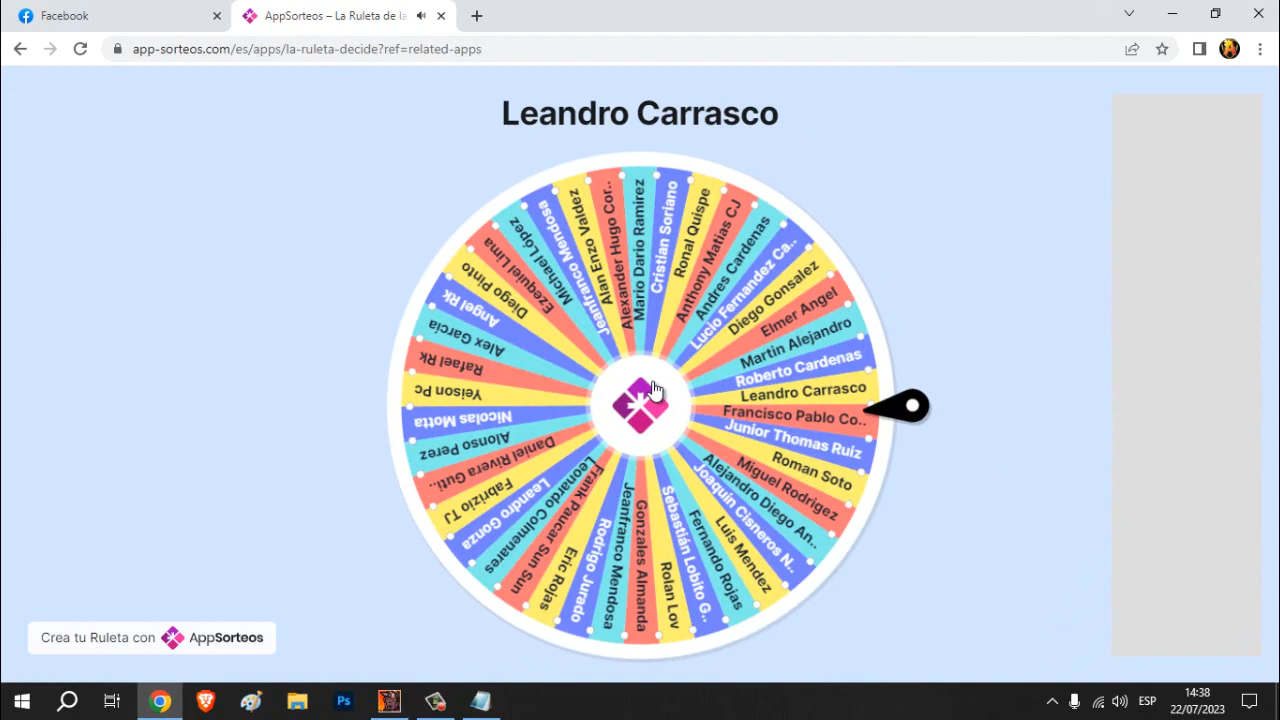 Facebook
AppSorteos – La Ruleta de la
app-sorteos.com/es/apps/la-ruleta-decide?ref=related-apps
Leandro Carrasco
Mario Dario Ramirez
Cristian Soriano
Ronal Quispe
Anthony Matias CJ
Andres Cardenas
Lucio Fernandez Ca..
Diego Gonsalez
Elmer Angel
Martin Alejandro
Roberto Cardenas
Leandro Carrasco
Francisco Pablo Co..
Junior Thomas Ruiz
Roman Soto
Miguel Rodrigez
Alejandro Diego An..
Joaquín Cisneros N..
Luis Mendez
Fernando Rojas
Sebastián Lobito G..
Rolan Lov
Gonzales Almanda
Jeanfranco Mendosa
Rodrigo Jurado
Eric Rojas
Frank Paucar Sun Sun
Leonardo Colmenares
Leandro Gonza
Fabrizio TJ
Daniel Rivera Guti..
Alonso Perez
Nicolas Motta
Yeison Pc
Rafael Rk
Alex Garcia
Angel Rk
Diego Pinto
Ezequiel Lima
Michael López
Jeanfranco Mendosa
Alan Enzo Valdez
Alexander Hugo Cor..
Crea tu Ruleta con AppSorteos
Ps
ESP
14:38
22/07/2023